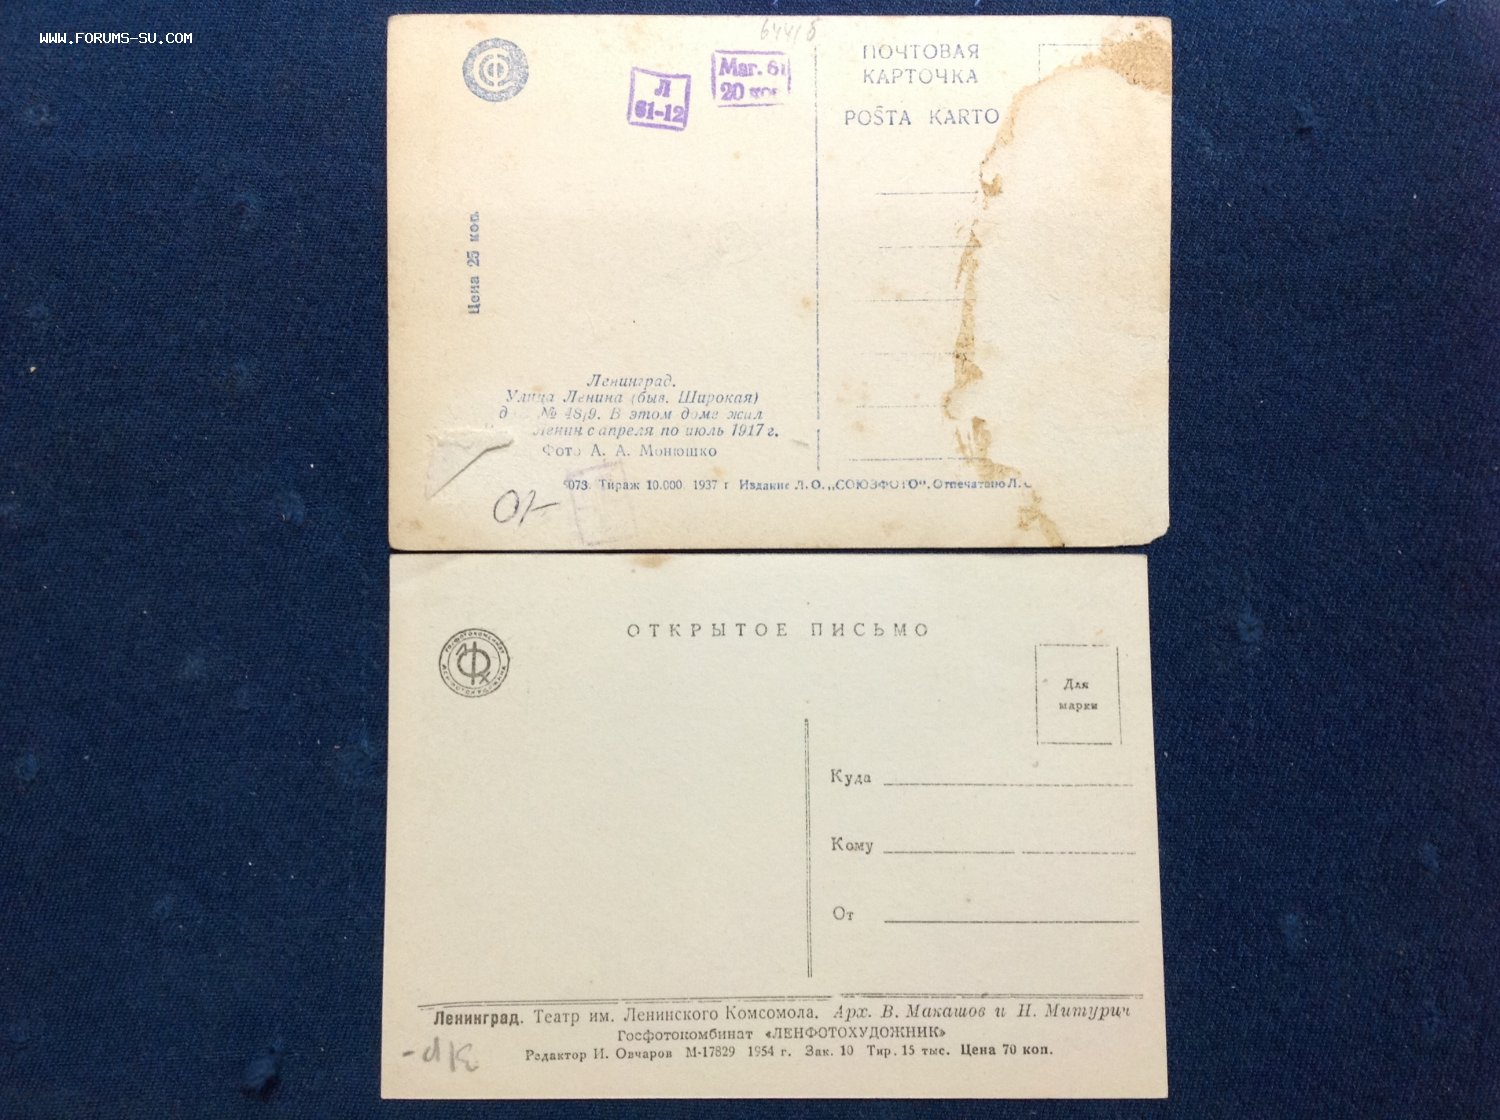 WWW.FORUMS-SU.COM
Л
61-12
Маг. 61
20 коп
ПОЧТОВАЯ
КАРТОЧКА
POŜTA KARTO
Цена 25 коп.
Ленинград.
Улица Ленина (быв. Широкая)
№ 48/9. В этом доме жил
Ленин с апреля по июль 1917 г.
Фото А. А. Монюшко
Тираж 10.000 1937 г Издание Л.О. „СОЮЗФОТО". Отпечатано Л.
ОТКРЫТОЕ ПИСЬМО
Для
марки
Куда
Кому
От
Ленинград. Театр им. Ленинского Комсомола. Арх. В. Макашов и Н. Митурич
Госфотокомбинат «ЛЕНФОТОХУДОЖНИК»
Редактор И. Овчаров М-17829 1954 г. Зак. 10 Тир. 15 тыс. Цена 70 коп.